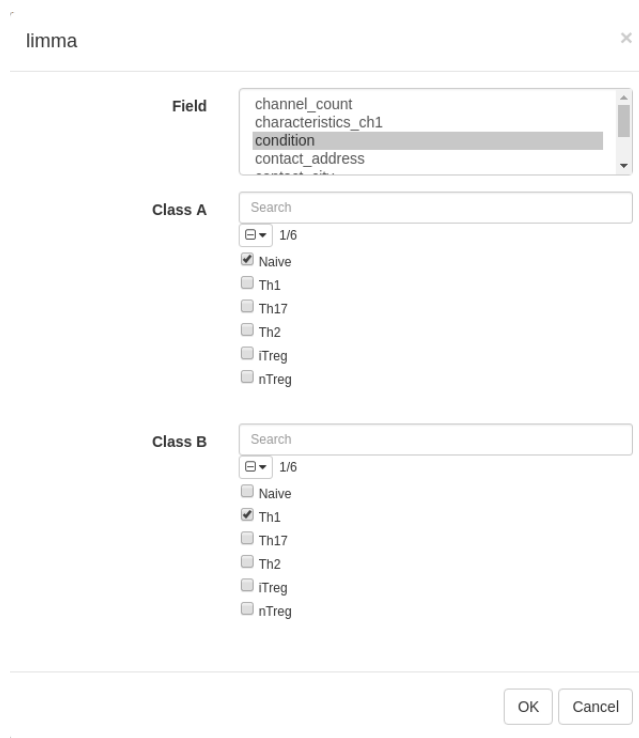 limma
×
Field
channel_count
characteristics_ch1
condition
contact_address
contact_city
Class A
Search
1/6
Naive
Th1
Th17
Th2
iTreg
nTreg
Class B
Search
1/6
Naive
Th1
Th17
Th2
iTreg
nTreg
OK Cancel